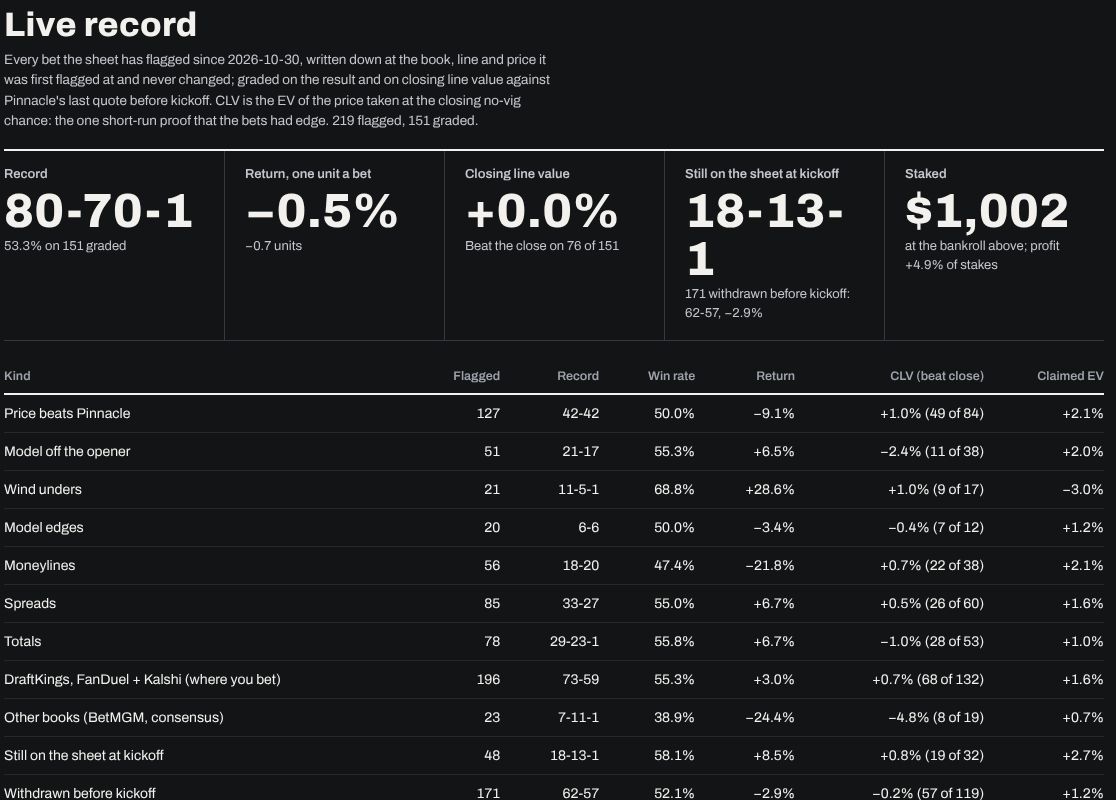 Live record
Every bet the sheet has flagged since 2026-10-30, written down at the book, line and price it
was first flagged at and never changed; graded on the result and on closing line value against
Pinnacle's last quote before kickoff. CLV is the EV of the price taken at the closing no-vig
chance: the one short-run proof that the bets had edge. 219 flagged, 151 graded.
Record
80-70-1
53.3% on 151 graded
Return, one unit a bet
−0.5%
−0.7 units
Closing line value
+0.0%
Beat the close on 76 of 151
Still on the sheet at kickoff
18-13-
1
171 withdrawn before kickoff:
62-57, −2.9%
Staked
$1,002
at the bankroll above; profit
+4.9% of stakes
Kind Flagged Record Win rate Return CLV (beat close) Claimed EV
Price beats Pinnacle 127 42-42 50.0% −9.1% +1.0% (49 of 84) +2.1%
Model off the opener 51 21-17 55.3% +6.5% −2.4% (11 of 38) +2.0%
Wind unders 21 11-5-1 68.8% +28.6% +1.0% (9 of 17) −3.0%
Model edges 20 6-6 50.0% −3.4% −0.4% (7 of 12) +1.2%
Moneylines 56 18-20 47.4% −21.8% +0.7% (22 of 38) +2.1%
Spreads 85 33-27 55.0% +6.7% +0.5% (26 of 60) +1.6%
Totals 78 29-23-1 55.8% +6.7% −1.0% (28 of 53) +1.0%
DraftKings, FanDuel + Kalshi (where you bet) 196 73-59 55.3% +3.0% +0.7% (68 of 132) +1.6%
Other books (BetMGM, consensus) 23 7-11-1 38.9% −24.4% −4.8% (8 of 19) +0.7%
Still on the sheet at kickoff 48 18-13-1 58.1% +8.5% +0.8% (19 of 32) +2.7%
Withdrawn before kickoff 171 62-57 52.1% −2.9% −0.2% (57 of 119) +1.2%